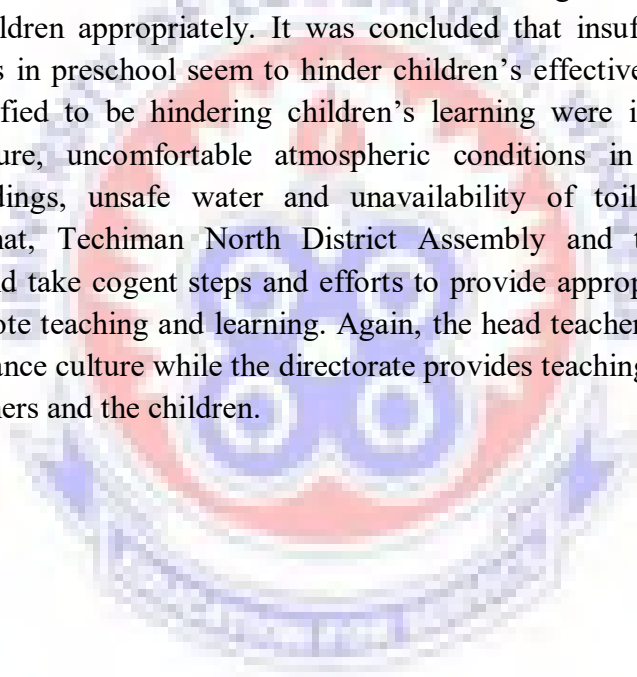 ldren appropriately. It was concluded that insuf
s in preschool seem to hinder children's effective
fied to be hindering children's learning were i
ure, uncomfortable atmospheric conditions in
dings, unsafe water and unavailability of toil
nat, Techiman North District Assembly and t
d take cogent steps and efforts to provide approp
ote teaching and learning. Again, the head teacher
ance culture while the directorate provides teaching
ners and the children.